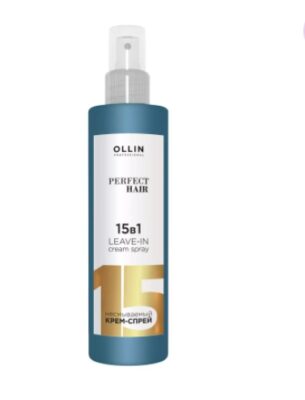 OLLIN
PROFESSIONAL
PERFECT
HAIR
15в1
LEAVE-IN
cream spray
15
несмываемый
КРЕМ-СПРЕЙ